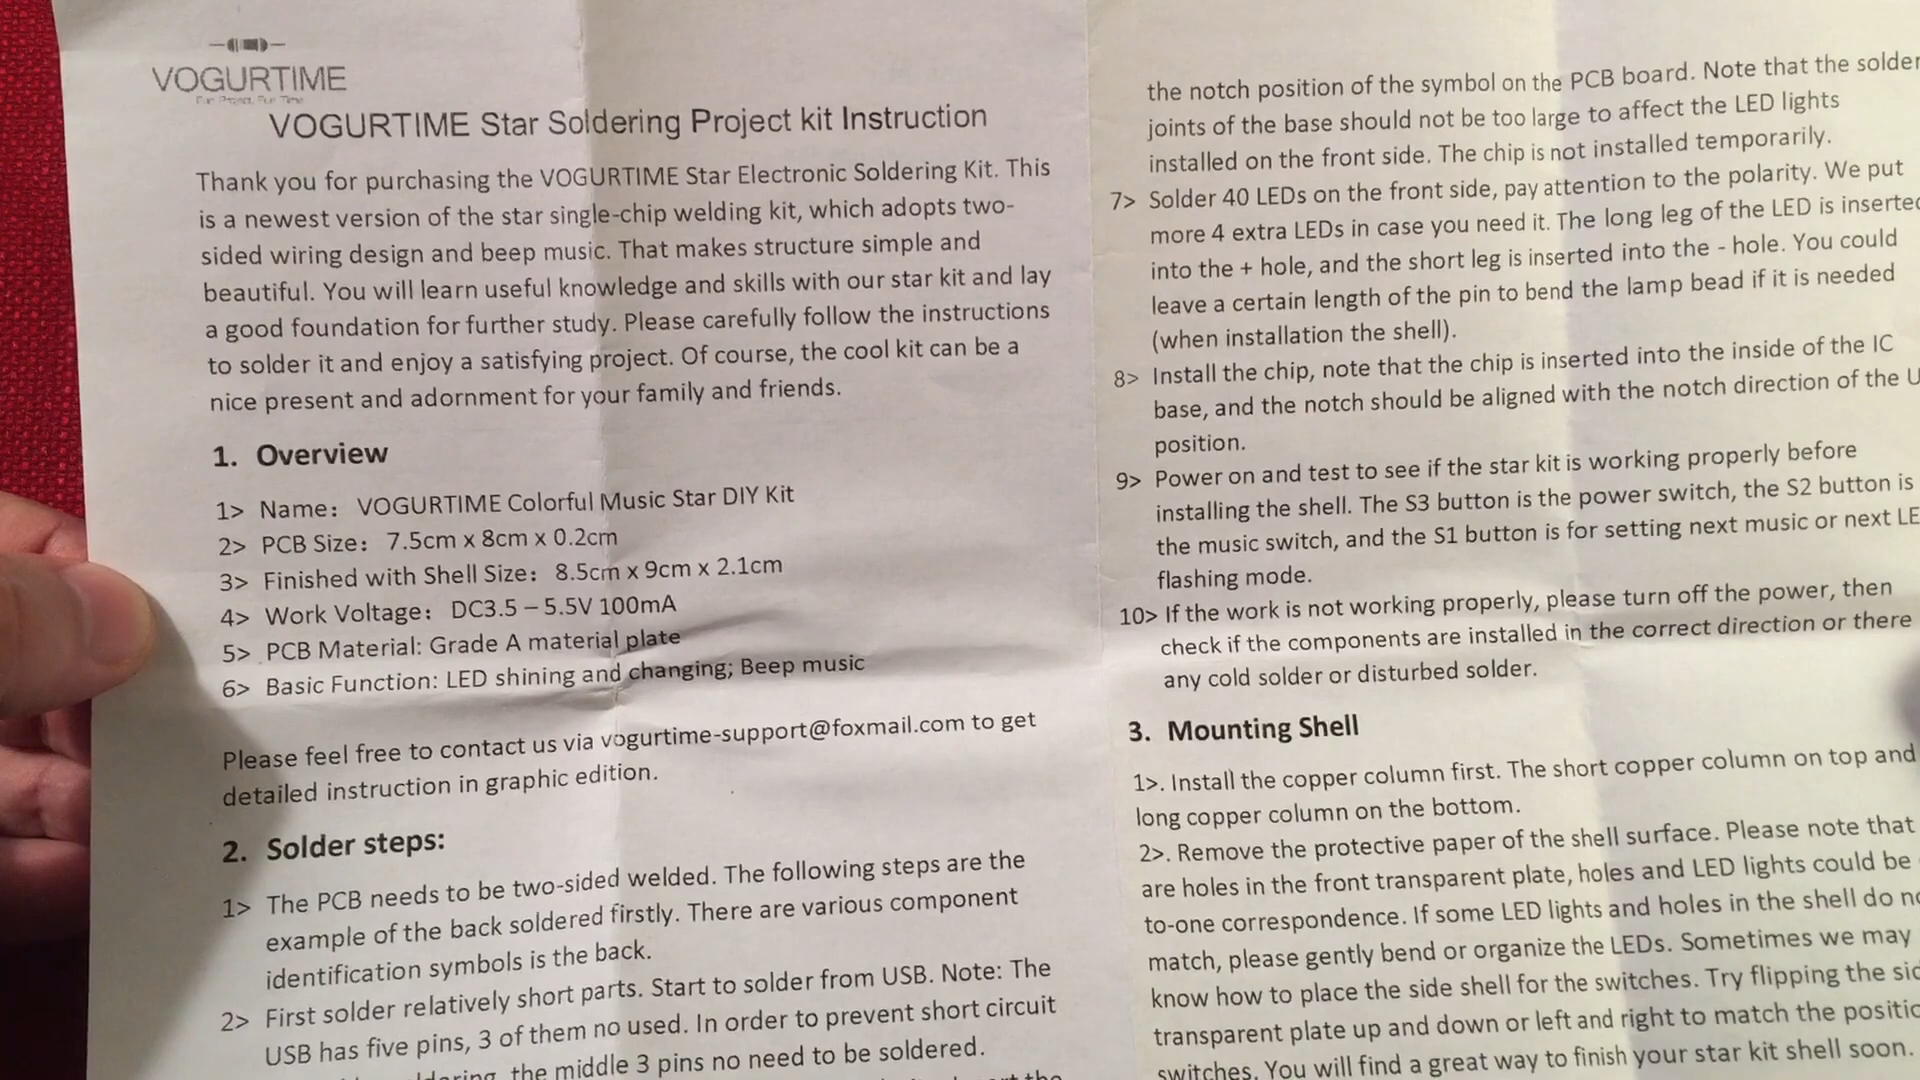 VOGURTIME
VOGURTIME Star Soldering Project kit Instruction
Thank you for purchasing the VOGURTIME Star Electronic Soldering Kit. This
is a newest version of the star single-chip welding kit, which adopts two-
sided wiring design and beep music. That makes structure simple and
beautiful. You will learn useful knowledge and skills with our star kit and lay
a good foundation for further study. Please carefully follow the instructions
to solder it and enjoy a satisfying project. Of course, the cool kit can be a
nice present and adornment for your family and friends.
1. Overview
1> Name: VOGURTIME Colorful Music Star DIY Kit
2> PCB Size: 7.5cm x 8cm x 0.2cm
3> Finished with Shell Size: 8.5cm x 9cm x 2.1cm
4> Work Voltage: DC3.5 – 5.5V 100mA
5> PCB Material: Grade A material plate
6> Basic Function: LED shining and changing; Beep music
Please feel free to contact us via vogurtime-support@foxmail.com to get
detailed instruction in graphic edition.
2. Solder steps:
1> The PCB needs to be two-sided welded. The following steps are the
example of the back soldered firstly. There are various component
identification symbols is the back.
2> First solder relatively short parts. Start to solder from USB. Note: The
USB has five pins, 3 of them no used. In order to prevent short circuit
the middle 3 pins no need to be soldered.
the
the notch position of the symbol on the PCB board. Note that the solder
joints of the base should not be too large to affect the LED lights
installed on the front side. The chip is not installed temporarily.
7> Solder 40 LEDs on the front side, pay attention to the polarity. We put
more 4 extra LEDs in case you need it. The long leg of the LED is inserted
into the + hole, and the short leg is inserted into the - hole. You could
leave a certain length of the pin to bend the lamp bead if it is needed
(when installation the shell).
8> Install the chip, note that the chip is inserted into the inside of the IC
base, and the notch should be aligned with the notch direction of the U
position.
9> Power on and test to see if the star kit is working properly before
installing the shell. The S3 button is the power switch, the S2 button is
the music switch, and the S1 button is for setting next music or next LE
flashing mode.
10> If the work is not working properly, please turn off the power, then
check if the components are installed in the correct direction or there
any cold solder or disturbed solder.
3. Mounting Shell
1>. Install the copper column first. The short copper column on top and
long copper column on the bottom.
2>. Remove the protective paper of the shell surface. Please note that
are holes in the front transparent plate, holes and LED lights could be
to-one correspondence. If some LED lights and holes in the shell do no
match, please gently bend or organize the LEDs. Sometimes we may
know how to place the side shell for the switches. Try flipping the sid
transparent plate up and down or left and right to match the positio
switches. You will find a great way to finish your star kit shell soon.